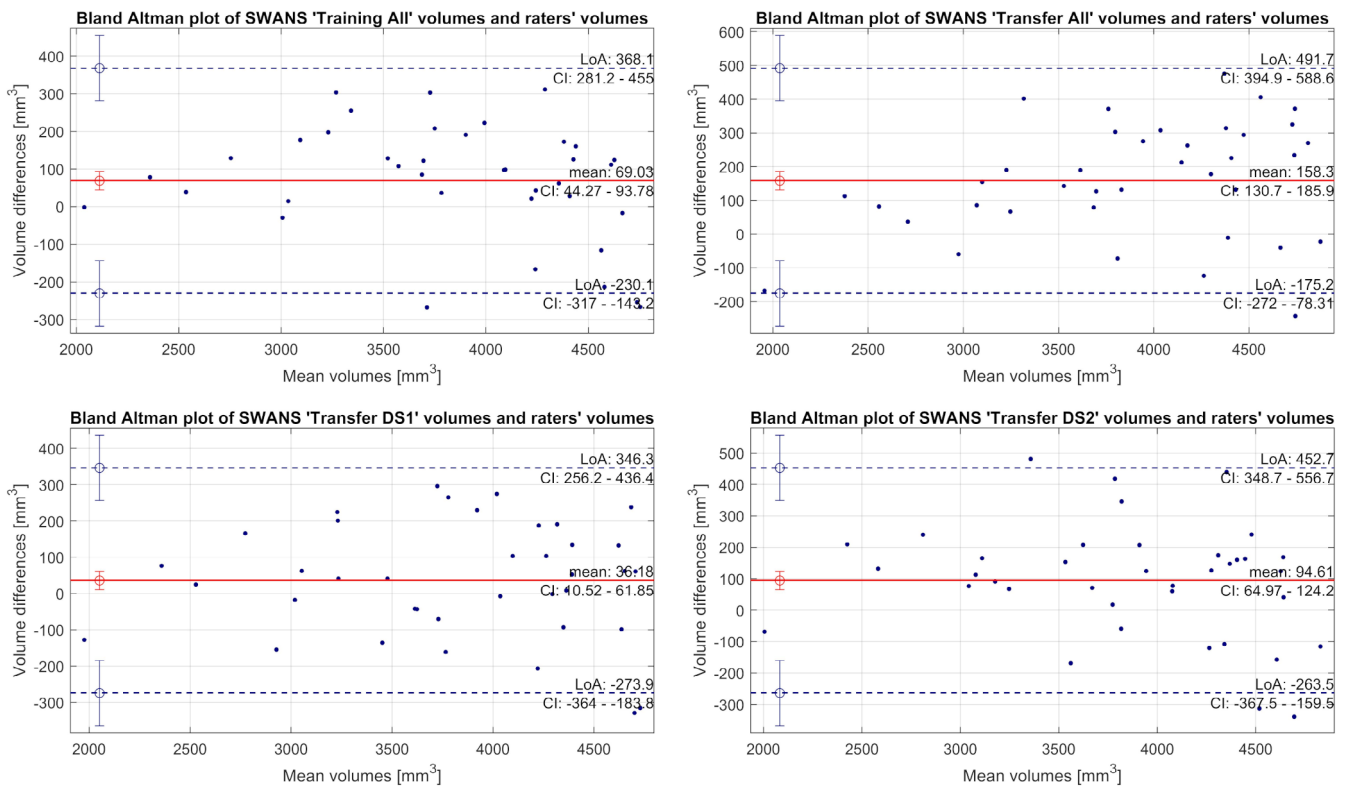 Bland Altman plot of SWANS 'Training All' volumes and raters' volumes
400
300
200
100
0
-100
-200
-300
Volume differences [mm³]
LoA: 368.1
CI: 281.2 - 455
mean: 69.03
CI: 44.27 - 93.78
LoA: -230.1
CI: -317 - -143.2
2000 2500 3000 3500 4000 4500
Mean volumes [mm³]
Bland Altman plot of SWANS 'Transfer All' volumes and raters' volumes
600
500
400
300
200
100
0
-100
-200
Volume differences [mm³]
LoA: 491.7
CI: 394.9 - 588.6
mean: 158.3
CI: 130.7 - 185.9
LoA: -175.2
CI: -272 - -78.31
2000 2500 3000 3500 4000 4500
Mean volumes [mm³]
Bland Altman plot of SWANS 'Transfer DS1' volumes and raters' volumes
400
300
200
100
0
-100
-200
-300
Volume differences [mm³]
LoA: 346.3
CI: 256.2 - 436.4
mean: 36.18
CI: 10.52 - 61.85
LoA: -273.9
CI: -364 - -183.8
2000 2500 3000 3500 4000 4500
Mean volumes [mm³]
Bland Altman plot of SWANS 'Transfer DS2' volumes and raters' volumes
500
400
300
200
100
0
-100
-200
-300
Volume differences [mm³]
LoA: 452.7
CI: 348.7 - 556.7
mean: 94.61
CI: 64.97 - 124.2
LoA: -263.5
CI: -367.5 - -159.5
2000 2500 3000 3500 4000 4500
Mean volumes [mm³]